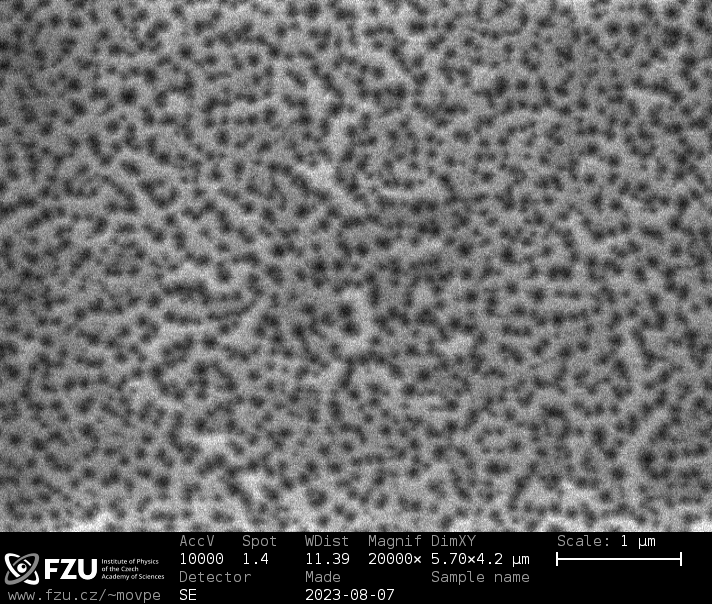 AccV Spot WDist Magnif DimXY Scale: 1 µm
10000 1.4 11.39 20000× 5.70×4.2 µm
FZU Institute of Physics
of the Czech
Academy of Sciences
Detector Made Sample name
www.fzu.cz/~movpe SE 2023-08-07